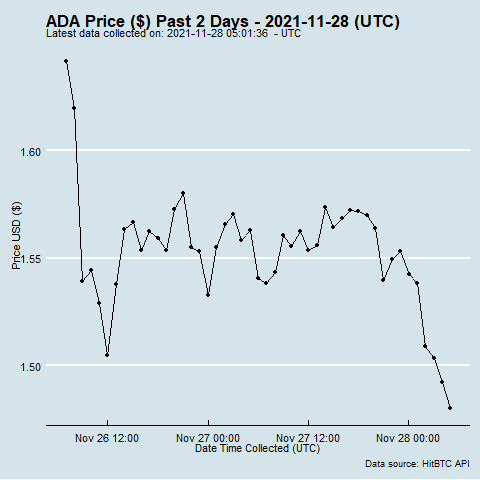 ADA Price ($) Past 2 Days - 2021-11-28 (UTC)
Latest data collected on: 2021-11-28 05:01:36  - UTC
1.60
1.55
1.50
Price USD ($)
Nov 26 12:00 Nov 27 00:00 Nov 27 12:00 Nov 28 00:00
Date Time Collected (UTC)
Data source: HitBTC API